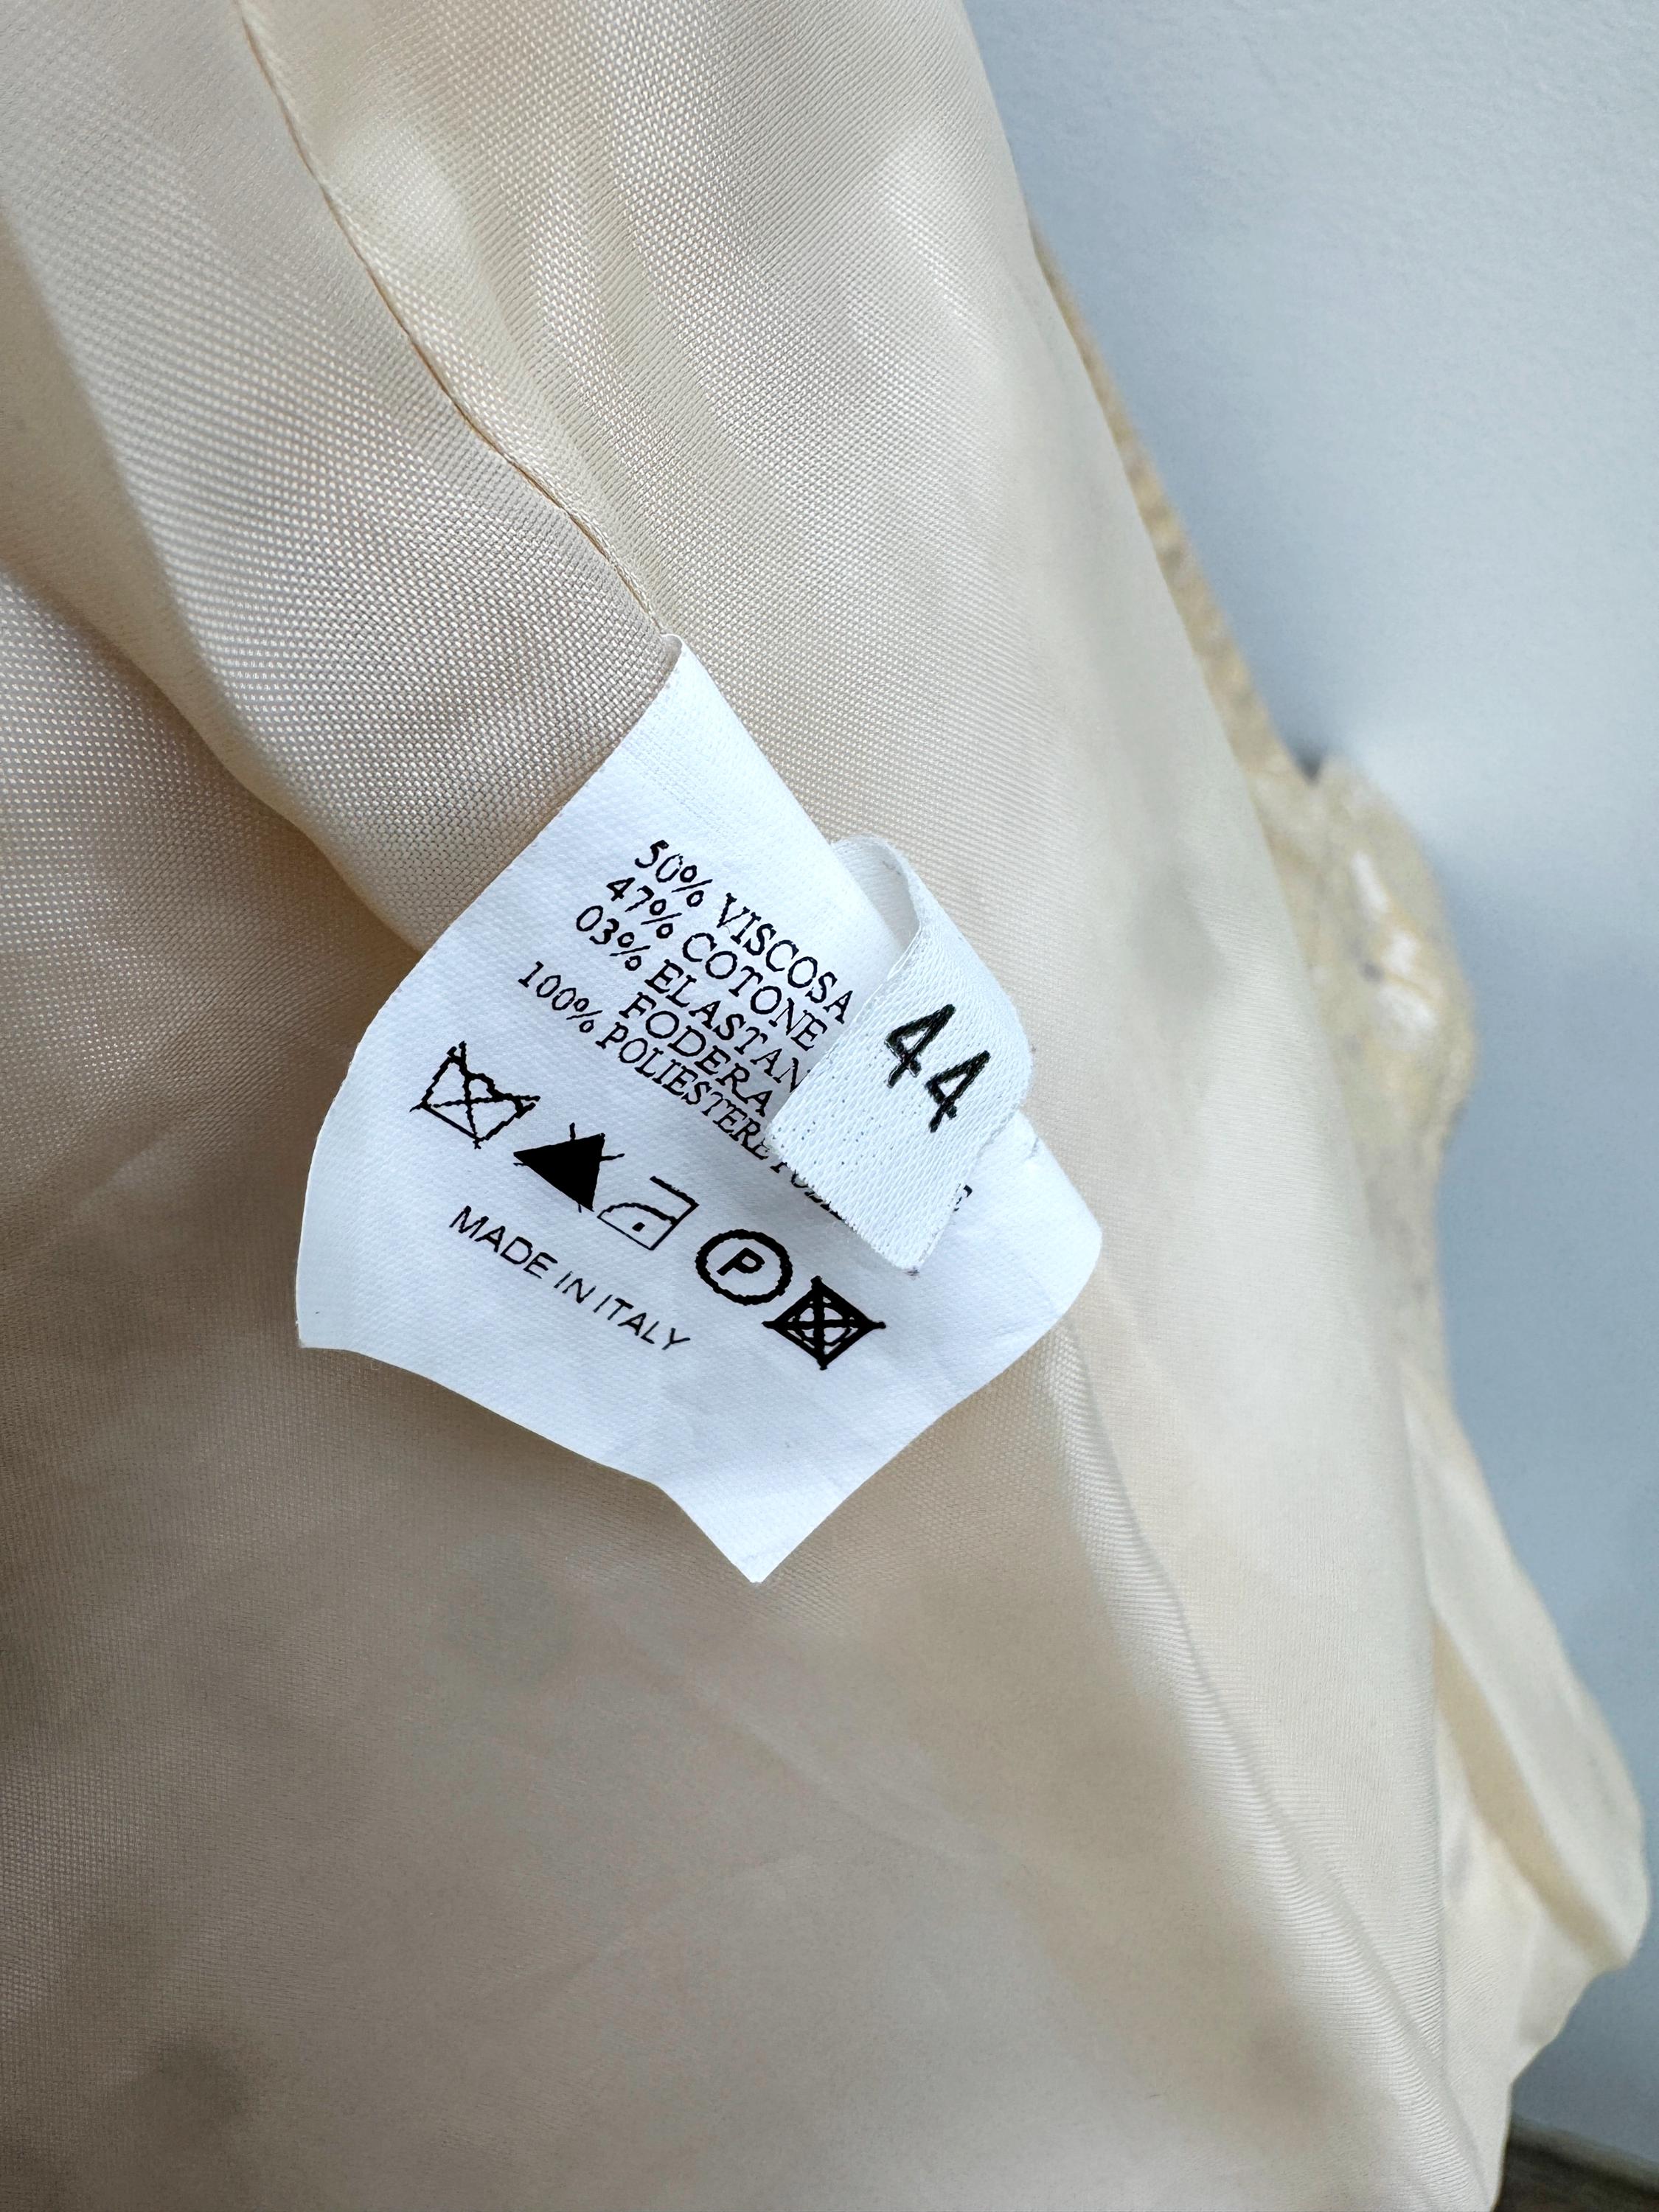 50% VISCOSA
47% COTONE
03% ELASTAN
FODERA
100% POLIESTERE
44
P
MADE IN ITALY